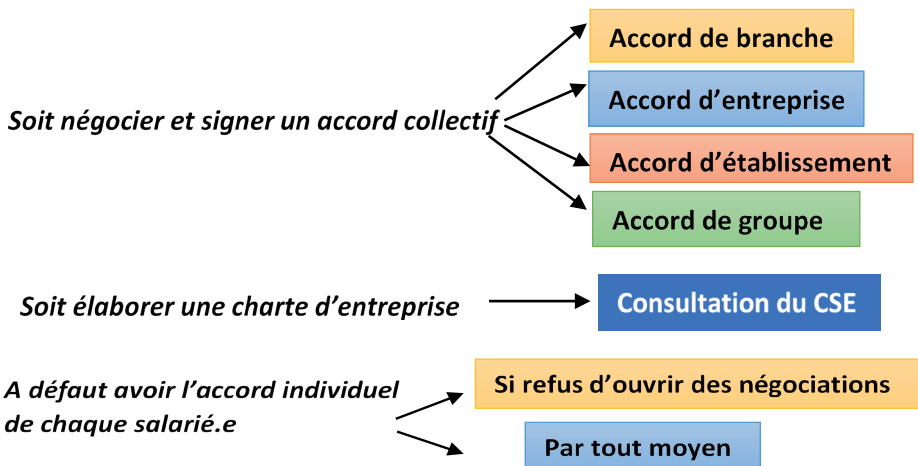 Accord de branche
Accord d’entreprise
Soit négocier et signer un accord collectif
Accord d’établissement
Accord de groupe
Soit élaborer une charte d’entreprise
Consultation du CSE
A défaut avoir l’accord individuel
de chaque salarié.e
Si refus d’ouvrir des négociations
Par tout moyen